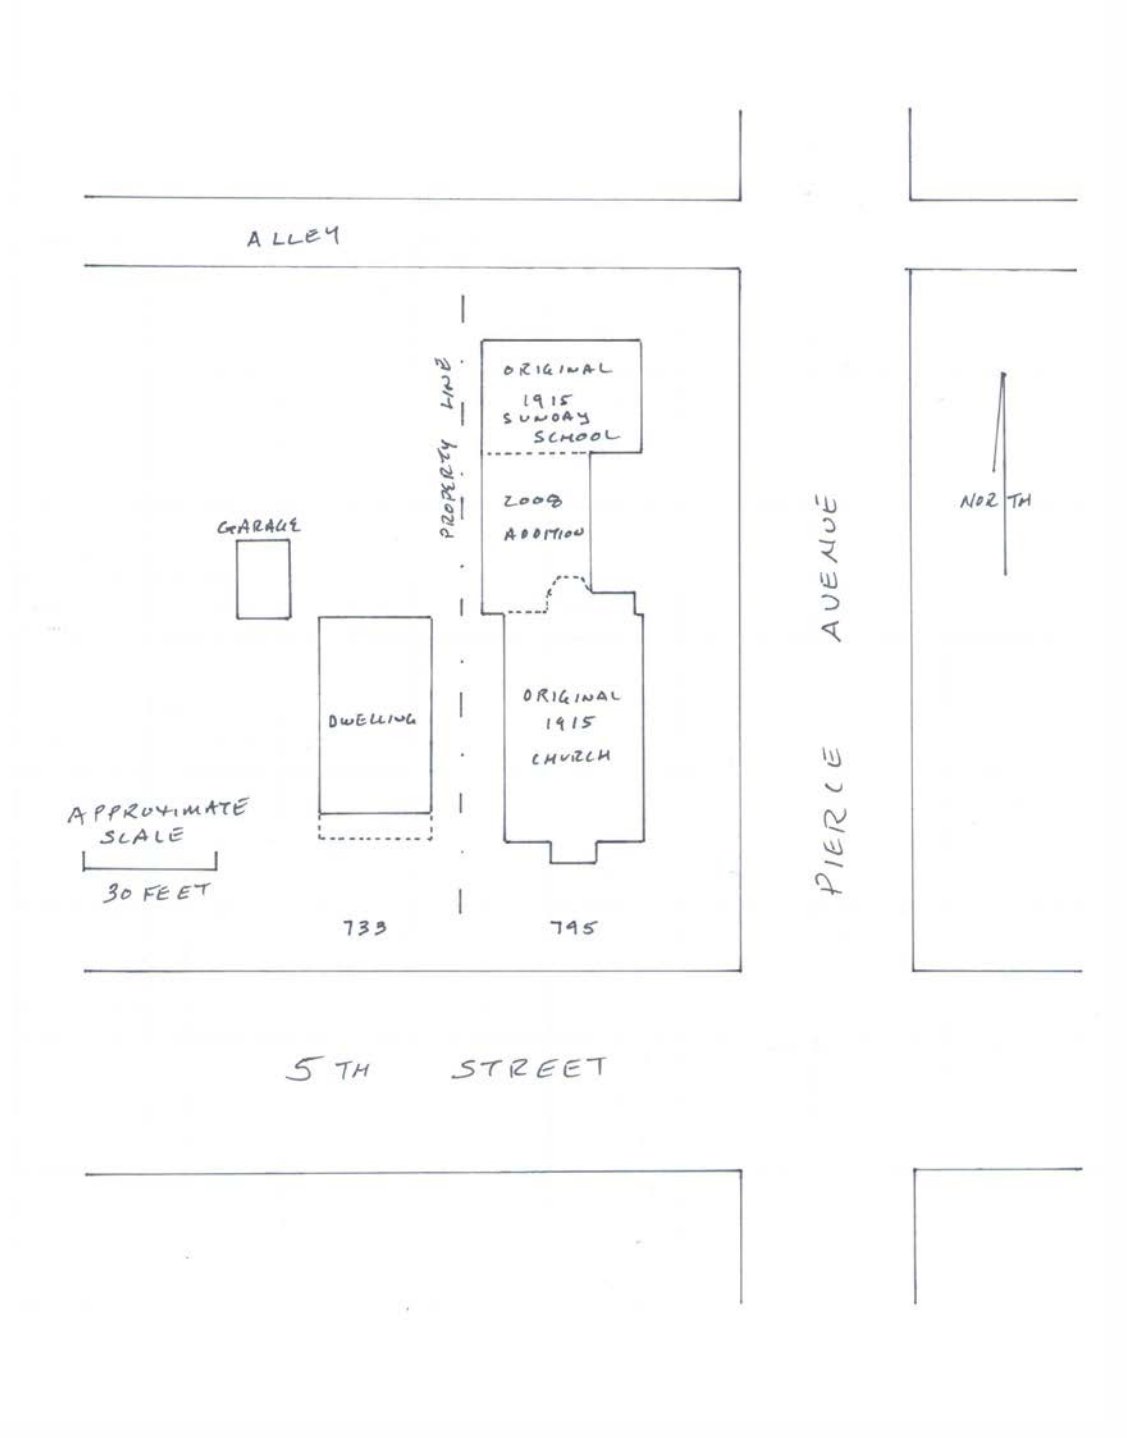 ALLEY
ORIGINAL
1915
SUNDAY
SCHOOL
PROPERTY LINE
2008
ADDITION
GARAGE
NORTH
PIERCE AVENUE
ORIGINAL
1915
CHURCH
DWELLING
APPROXIMATE
SCALE
30 FEET
733
795
5TH STREET